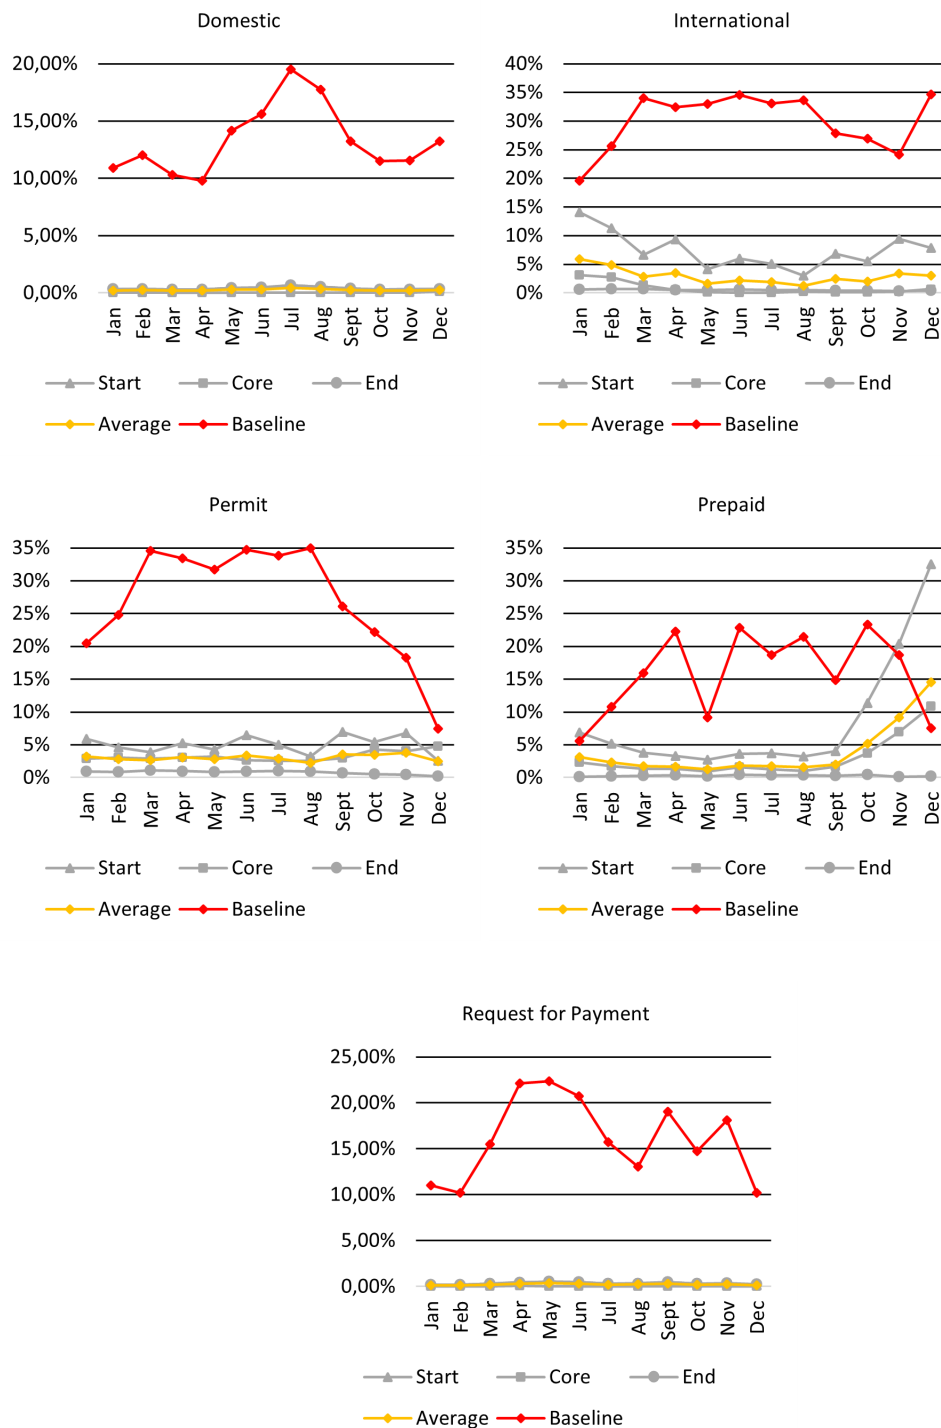 Domestic
20,00%
15,00%
10,00%
5,00%
0,00%
Jan Feb Mar Apr May Jun Jul Aug Sept Oct Nov Dec
Start Core End
Average Baseline
International
40%
35%
30%
25%
20%
15%
10%
5%
0%
Jan Feb Mar Apr May Jun Jul Aug Sept Oct Nov Dec
Start Core End
Average Baseline
Permit
35%
30%
25%
20%
15%
10%
5%
0%
Jan Feb Mar Apr May Jun Jul Aug Sept Oct Nov Dec
Start Core End
Average Baseline
Prepaid
35%
30%
25%
20%
15%
10%
5%
0%
Jan Feb Mar Apr May Jun Jul Aug Sept Oct Nov Dec
Start Core End
Average Baseline
Request for Payment
25,00%
20,00%
15,00%
10,00%
5,00%
0,00%
Jan Feb Mar Apr May Jun Jul Aug Sept Oct Nov Dec
Start Core End
Average Baseline